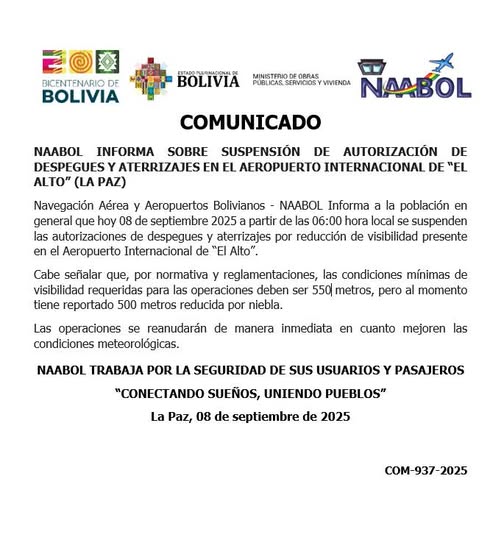 BICENTENARIO DE
BOLIVIA
ESTADO PLURINACIONAL DE
BOLIVIA
MINISTERIO DE OBRAS
PÚBLICAS, SERVICIOS Y VIVIENDA
NAABOL
COMUNICADO
NAABOL INFORMA SOBRE SUSPENSIÓN DE AUTORIZACIÓN DE
DESPEGUES Y ATERRIZAJES EN EL AEROPUERTO INTERNACIONAL DE “EL
ALTO” (LA PAZ)
Navegación Aérea y Aeropuertos Bolivianos - NAABOL Informa a la población en
general que hoy 08 de septiembre 2025 a partir de las 06:00 hora local se suspenden
las autorizaciones de despegues y aterrizajes por reducción de visibilidad presente
en el Aeropuerto Internacional de “El Alto”.
Cabe señalar que, por normativa y reglamentaciones, las condiciones mínimas de
visibilidad requeridas para las operaciones deben ser 550 metros, pero al momento
tiene reportado 500 metros reducida por niebla.
Las operaciones se reanudarán de manera inmediata en cuanto mejoren las
condiciones meteorológicas.
NAABOL TRABAJA POR LA SEGURIDAD DE SUS USUARIOS Y PASAJEROS
“CONECTANDO SUEÑOS, UNIENDO PUEBLOS”
La Paz, 08 de septiembre de 2025
COM-937-2025